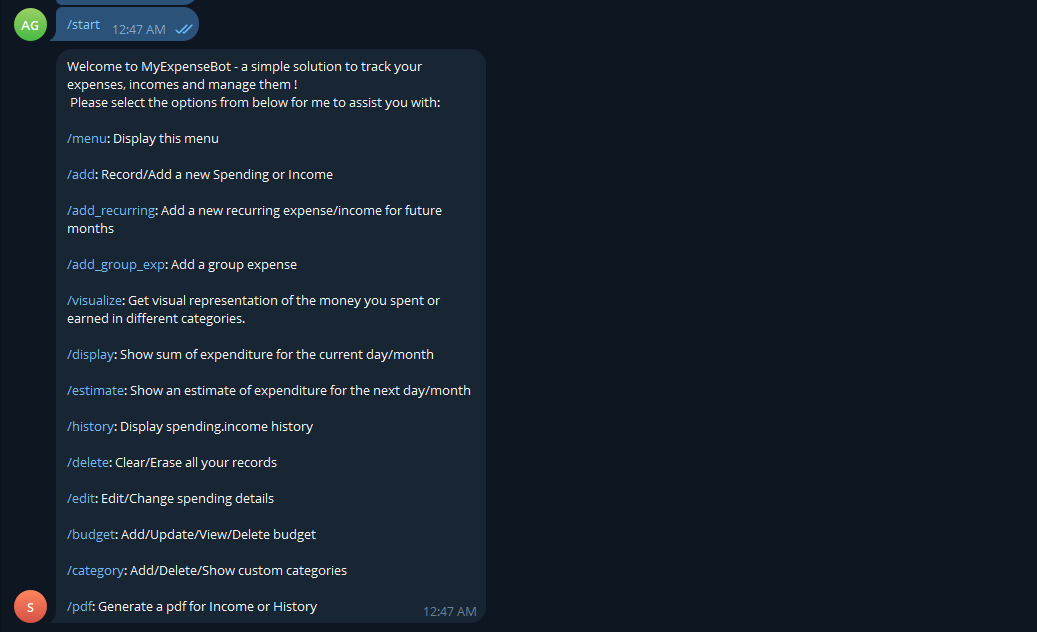 AG
/start 12:47 AM
Welcome to MyExpenseBot - a simple solution to track your
expenses, incomes and manage them !
Please select the options from below for me to assist you with:
/menu: Display this menu
/add: Record/Add a new Spending or Income
/add_recurring: Add a new recurring expense/income for future
months
/add_group_exp: Add a group expense
/visualize: Get visual representation of the money you spent or
earned in different categories.
/display: Show sum of expenditure for the current day/month
/estimate: Show an estimate of expenditure for the next day/month
/history: Display spending.income history
/delete: Clear/Erase all your records
/edit: Edit/Change spending details
/budget: Add/Update/View/Delete budget
/category: Add/Delete/Show custom categories
S
/pdf: Generate a pdf for Income or History 12:47 AM